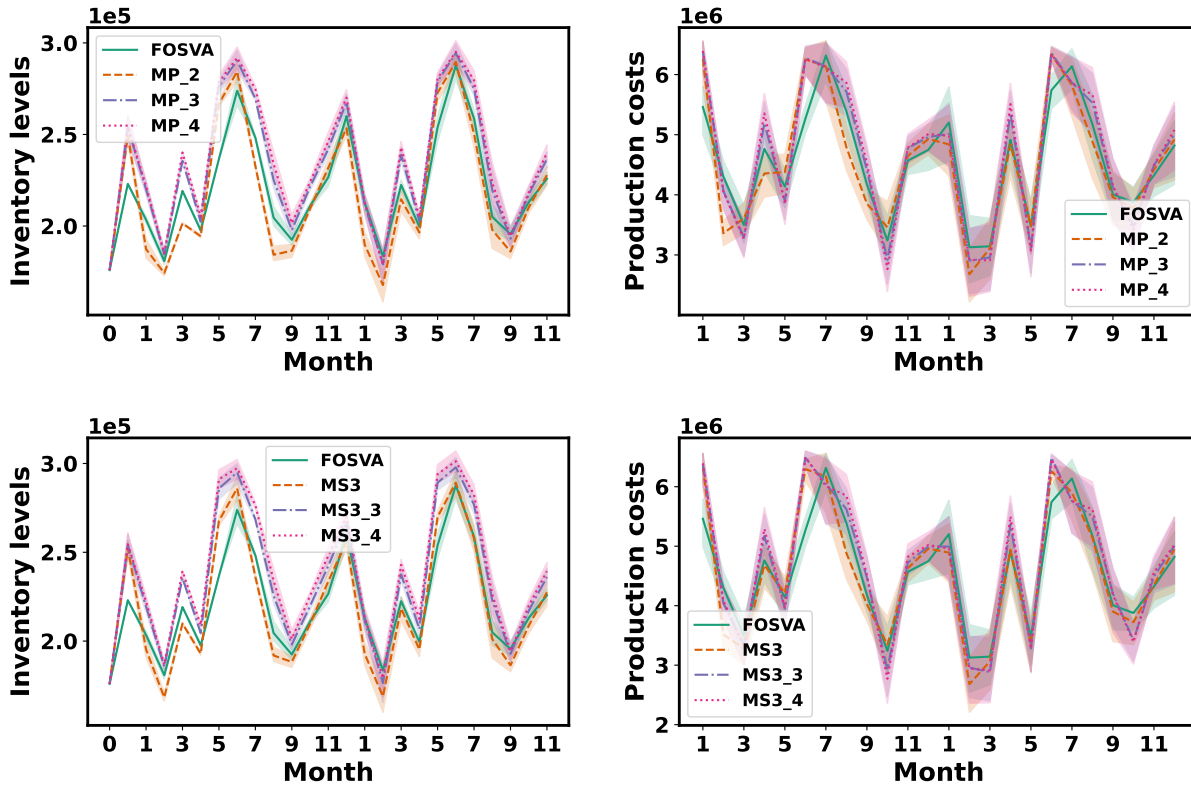 1e5
Inventory levels
3.0
2.5
2.0
FOSVA
MP_2
MP_3
MP_4
0 1 3 5 7 9 11 1 3 5 7 9 11
Month
1e6
Production costs
6
5
4
3
FOSVA
MP_2
MP_3
MP_4
1 3 5 7 9 11 1 3 5 7 9 11
Month
1e5
Inventory levels
3.0
2.5
2.0
FOSVA
MS3
MS3_3
MS3_4
0 1 3 5 7 9 11 1 3 5 7 9 11
Month
1e6
Production costs
6
5
4
3
2
FOSVA
MS3
MS3_3
MS3_4
1 3 5 7 9 11 1 3 5 7 9 11
Month